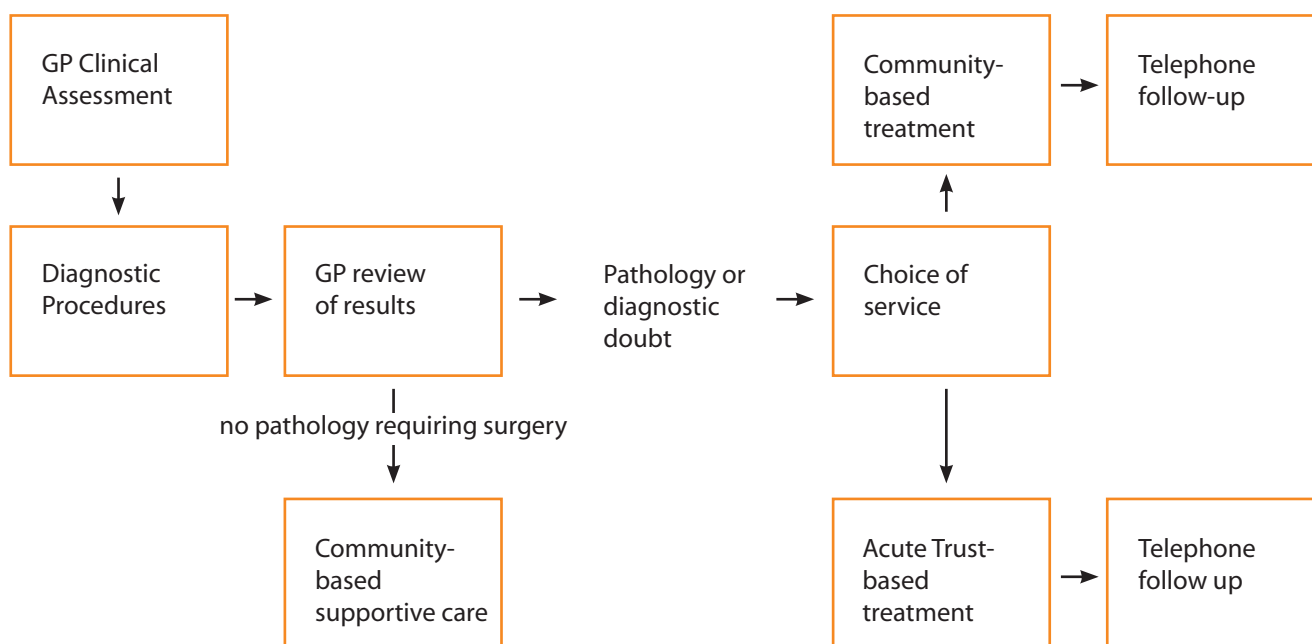 GP Clinical
Assessment
Community-
based
treatment
Telephone
follow-up
Diagnostic
Procedures
GP review
of results
Pathology or
diagnostic
doubt
Choice of
service
no pathology requiring surgery
Community-
based
supportive care
Acute Trust-
based
treatment
Telephone
follow up